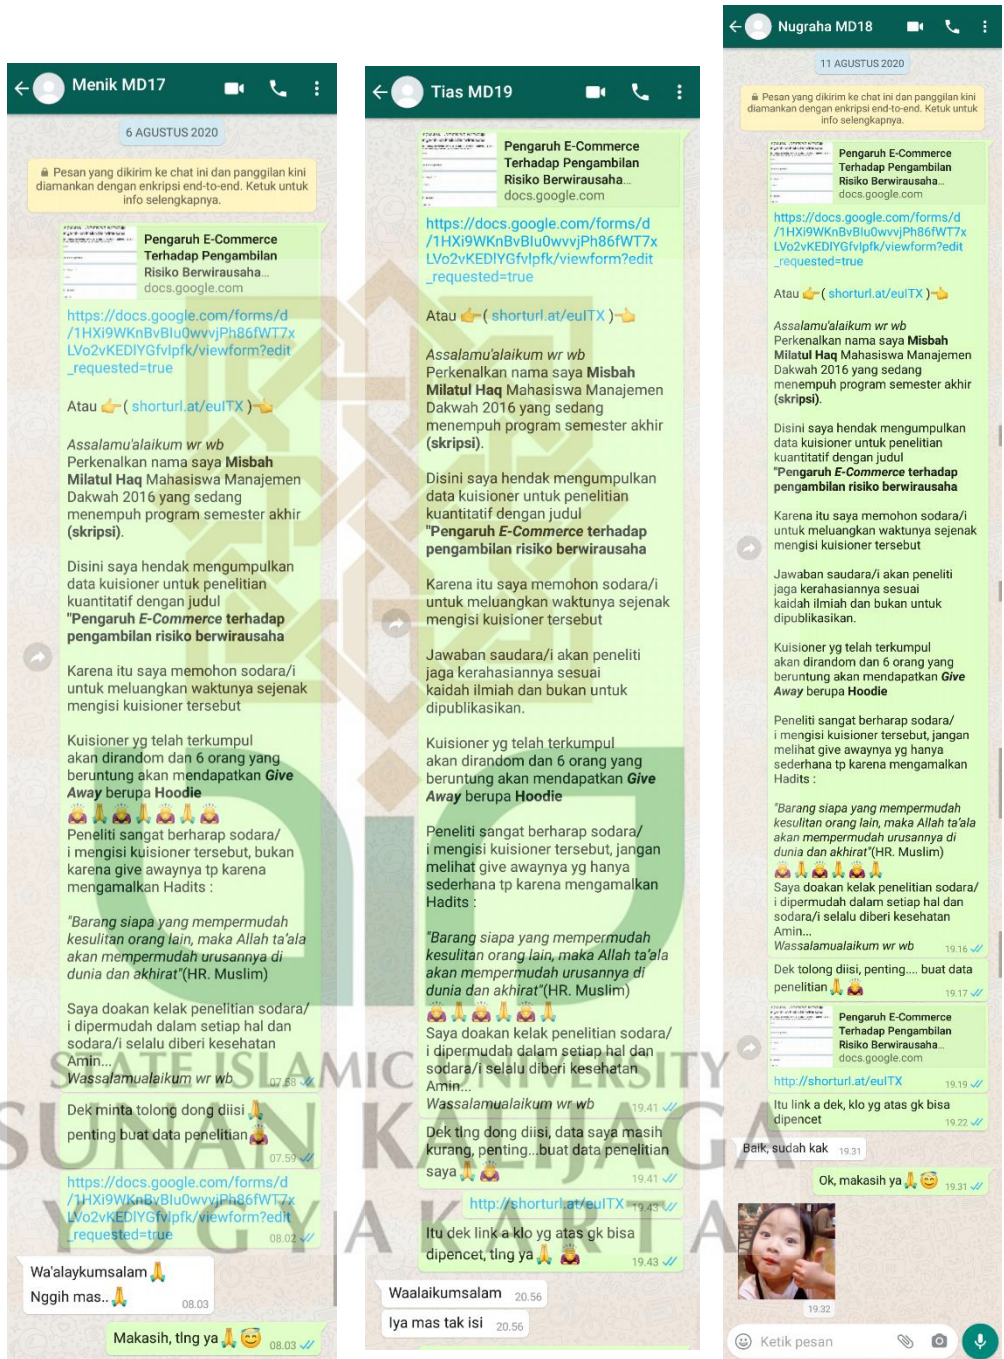 Menik MD17
6 AGUSTUS 2020
Pesan yang dikirim ke chat ini dan panggilan kini
diamankan dengan enkripsi end-to-end. Ketuk untuk
info selengkapnya.
Pengaruh E-Commerce
Terhadap Pengambilan
Risiko Berwirausaha...
docs.google.com
https://docs.google.com/forms/d
/1HXi9WKnBvBIu0wvvjPh86fWT7x
LVo2vKEDlYGfvlpfk/viewform?edit
_requested=true
Atau 👉( shorturl.at/euITX )👈
Assalamu'alaikum wr wb
Perkenalkan nama saya Misbah
Milatul Haq Mahasiswa Manajemen
Dakwah 2016 yang sedang
menempuh program semester akhir
(skripsi).
Disini saya hendak mengumpulkan
data kuisioner untuk penelitian
kuantitatif dengan judul
"Pengaruh E-Commerce terhadap
pengambilan risiko berwirausaha
Karena itu saya memohon sodara/i
untuk meluangkan waktunya sejenak
mengisi kuisioner tersebut
Kuisioner yg telah terkumpul
akan dirandom dan 6 orang yang
beruntung akan mendapatkan Give
Away berupa Hoodie
🙇🙏🙇🙏🙏🙇
Peneliti sangat berharap sodara/
i mengisi kuisioner tersebut, bukan
karena give awaynya tp karena
mengamalkan Hadits :
"Barang siapa yang mempermudah
kesulitan orang lain, maka Allah ta'ala
akan mempermudah urusannya di
dunia dan akhirat"(HR. Muslim)
Saya doakan kelak penelitian sodara/
i dipermudah dalam setiap hal dan
sodara/i selalu diberi kesehatan
Amin...
Wassalamualaikum wr wb 07.58
Dek minta tolong dong diisi 🙏
penting buat data penelitian 🙇
07.59
https://docs.google.com/forms/d
/1HXi9WKnBvBIu0wvvjPh86fWT7x
LVo2vKEDlYGfvlpfk/viewform?edit
_requested=true 08.02
Wa'alaykumsalam 🙏
Nggih mas.. 🙏 08.03
Makasih, tlng ya 🙏 😇 08.03
Tias MD19
Pengaruh E-Commerce
Terhadap Pengambilan
Risiko Berwirausaha...
docs.google.com
https://docs.google.com/forms/d
/1HXi9WKnBvBIu0wvvjPh86fWT7x
LVo2vKEDlYGfvlpfk/viewform?edit
_requested=true
Atau 👉( shorturl.at/euITX )👈
Assalamu'alaikum wr wb
Perkenalkan nama saya Misbah
Milatul Haq Mahasiswa Manajemen
Dakwah 2016 yang sedang
menempuh program semester akhir
(skripsi).
Disini saya hendak mengumpulkan
data kuisioner untuk penelitian
kuantitatif dengan judul
"Pengaruh E-Commerce terhadap
pengambilan risiko berwirausaha
Karena itu saya memohon sodara/i
untuk meluangkan waktunya sejenak
mengisi kuisioner tersebut
Jawaban saudara/i akan peneliti
jaga kerahasiannya sesuai
kaidah ilmiah dan bukan untuk
dipublikasikan.
Kuisioner yg telah terkumpul
akan dirandom dan 6 orang yang
beruntung akan mendapatkan Give
Away berupa Hoodie
Peneliti sangat berharap sodara/
i mengisi kuisioner tersebut, jangan
melihat give awaynya yg hanya
sederhana tp karena mengamalkan
Hadits :
"Barang siapa yang mempermudah
kesulitan orang lain, maka Allah ta'ala
akan mempermudah urusannya di
dunia dan akhirat"(HR. Muslim)
🙇🙏🙇🙏🙇🙏
Saya doakan kelak penelitian sodara/
i dipermudah dalam setiap hal dan
sodara/i selalu diberi kesehatan
Amin...
Wassalamualaikum wr wb 19.41
Dek tlng dong diisi, data saya masih
kurang, penting...buat data penelitian
saya 🙏 🙇 19.41
http://shorturl.at/euITX 19.43
Itu dek link a klo yg atas gk bisa
dipencet, tlng ya 🙏 🙇 19.43
Waalaikumsalam 20.56
Iya mas tak isi 20.56
Nugraha MD18
11 AGUSTUS 2020
Pesan yang dikirim ke chat ini dan panggilan kini
diamankan dengan enkripsi end-to-end. Ketuk untuk
info selengkapnya.
Pengaruh E-Commerce
Terhadap Pengambilan
Risiko Berwirausaha...
docs.google.com
https://docs.google.com/forms/d
/1HXi9WKnBvBIu0wvvjPh86fWT7x
LVo2vKEDlYGfvlpfk/viewform?edit
_requested=true
Atau 👉( shorturl.at/euITX )👈
Assalamu'alaikum wr wb
Perkenalkan nama saya Misbah
Milatul Haq Mahasiswa Manajemen
Dakwah 2016 yang sedang
menempuh program semester akhir
(skripsi).
Disini saya hendak mengumpulkan
data kuisioner untuk penelitian
kuantitatif dengan judul
"Pengaruh E-Commerce terhadap
pengambilan risiko berwirausaha
Karena itu saya memohon sodara/i
untuk meluangkan waktunya sejenak
mengisi kuisioner tersebut
Jawaban saudara/i akan peneliti
jaga kerahasiannya sesuai
kaidah ilmiah dan bukan untuk
dipublikasikan.
Kuisioner yg telah terkumpul
akan dirandom dan 6 orang yang
beruntung akan mendapatkan Give
Away berupa Hoodie
Peneliti sangat berharap sodara/
i mengisi kuisioner tersebut, jangan
melihat give awaynya yg hanya
sederhana tp karena mengamalkan
Hadits :
"Barang siapa yang mempermudah
kesulitan orang lain, maka Allah ta'ala
akan mempermudah urusannya di
dunia dan akhirat"(HR. Muslim)
🙇🙏🙇🙏🙇🙏
Saya doakan kelak penelitian sodara/
i dipermudah dalam setiap hal dan
sodara/i selalu diberi kesehatan
Amin...
Wassalamualaikum wr wb 19.16
Dek tolong diisi, penting.... buat data
penelitian 🙏 🙇 19.17
Pengaruh E-Commerce
Terhadap Pengambilan
Risiko Berwirausaha...
docs.google.com
http://shorturl.at/euITX 19.19
Itu link a dek, klo yg atas gk bisa
dipencet 19.22
Baik, sudah kak 19.31
Ok, makasih ya 🙏 😇 19.31
19.32
Ketik pesan
STATE ISLAMIC UNIVERSITY
SUNAN KALIJAGA
YOGYAKARTA